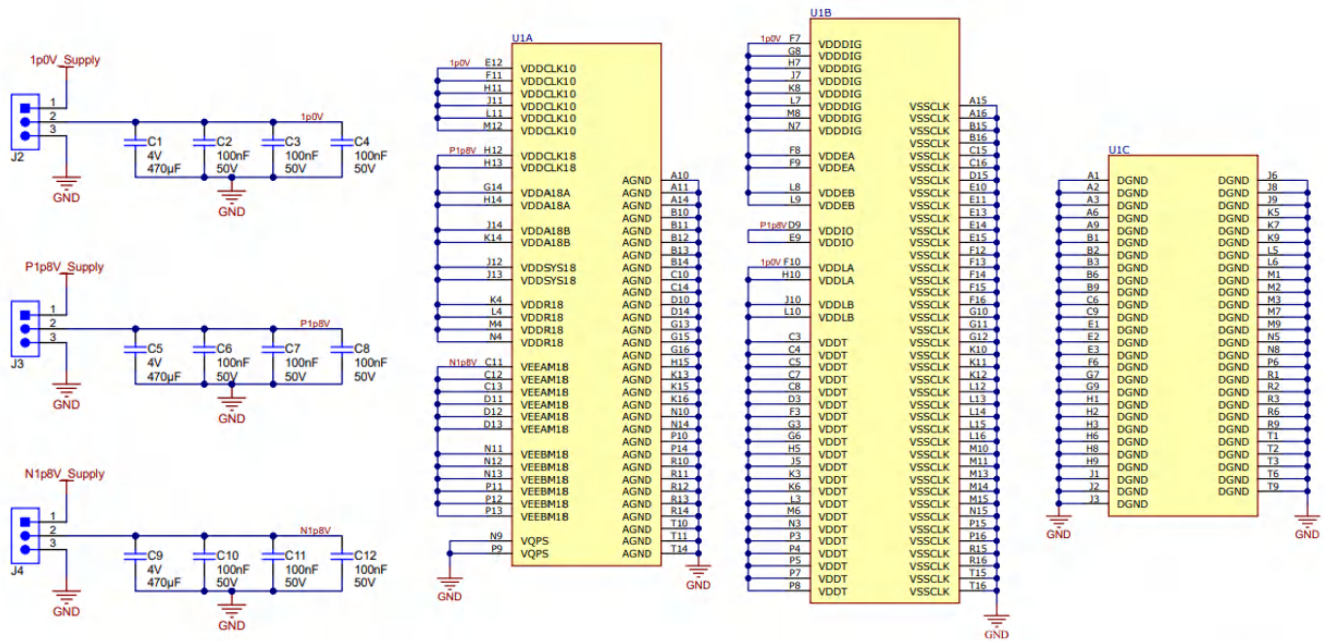 1p0V_Supply
1
2
3
J2
1p0V
C1
4V
470µF
C2
100nF
50V
C3
100nF
50V
C4
100nF
50V
GND
GND
P1p8V_Supply
1
2
3
J3
P1p8V
C5
4V
470µF
C6
100nF
50V
C7
100nF
50V
C8
100nF
50V
GND
GND
N1p8V_Supply
1
2
3
J4
N1p8V
C9
4V
470µF
C10
100nF
50V
C11
100nF
50V
C12
100nF
50V
GND
GND
U1A
1p0V E12 VDDCLK10
F11 VDDCLK10
H11 VDDCLK10
J11 VDDCLK10
L11 VDDCLK10
M12 VDDCLK10
P1p8V H12 VDDCLK18
H13 VDDCLK18
G14 VDDA18A
H14 VDDA18A
J14 VDDA18B
K14 VDDA18B
J12 VDDSYS18
J13 VDDSYS18
K4 VDDR18
L4 VDDR18
M4 VDDR18
N4 VDDR18
N1p8V C11 VEEAM18
C12 VEEAM18
C13 VEEAM18
D11 VEEAM18
D12 VEEAM18
D13 VEEAM18
N11 VEEBM18
N12 VEEBM18
N13 VEEBM18
P11 VEEBM18
P12 VEEBM18
P13 VEEBM18
N9 VQPS
P9 VQPS
GND
AGND A10
AGND A11
AGND A14
AGND B10
AGND B11
AGND B12
AGND B13
AGND B14
AGND C10
AGND C14
AGND D10
AGND D14
AGND G13
AGND G15
AGND G16
AGND H15
AGND K13
AGND K15
AGND K16
AGND N10
AGND N14
AGND P10
AGND P14
AGND R10
AGND R11
AGND R12
AGND R13
AGND R14
AGND T10
AGND T11
AGND T14
GND
U1B
1p0V F7 VDDDIG
G8 VDDDIG
H7 VDDDIG
J7 VDDDIG
K8 VDDDIG
L7 VDDDIG
M8 VDDDIG
N7 VDDDIG
F8 VDDEA
F9 VDDEA
L8 VDDEB
L9 VDDEB
P1p8V D9 VDDIO
E9 VDDIO
1p0V F10 VDDLA
H10 VDDLA
J10 VDDLB
L10 VDDLB
C3 VDDT
C4 VDDT
C5 VDDT
C7 VDDT
C8 VDDT
D3 VDDT
F3 VDDT
G3 VDDT
G6 VDDT
H5 VDDT
J5 VDDT
K3 VDDT
K6 VDDT
L3 VDDT
M6 VDDT
N3 VDDT
P3 VDDT
P4 VDDT
P5 VDDT
P7 VDDT
P8 VDDT
VSSCLK A15
VSSCLK A16
VSSCLK B15
VSSCLK B16
VSSCLK C15
VSSCLK C16
VSSCLK D15
VSSCLK E10
VSSCLK E11
VSSCLK E13
VSSCLK E14
VSSCLK E15
VSSCLK F12
VSSCLK F13
VSSCLK F14
VSSCLK F15
VSSCLK F16
VSSCLK G10
VSSCLK G11
VSSCLK G12
VSSCLK K10
VSSCLK K11
VSSCLK K12
VSSCLK L12
VSSCLK L13
VSSCLK L14
VSSCLK L15
VSSCLK L16
VSSCLK M10
VSSCLK M11
VSSCLK M13
VSSCLK M14
VSSCLK M15
VSSCLK N15
VSSCLK P15
VSSCLK P16
VSSCLK R15
VSSCLK R16
VSSCLK T15
VSSCLK T16
GND
U1C
A1 DGND DGND J6
A2 DGND DGND J8
A3 DGND DGND J9
A6 DGND DGND K5
A9 DGND DGND K7
B1 DGND DGND K9
B2 DGND DGND L5
B3 DGND DGND L6
B6 DGND DGND M1
B9 DGND DGND M2
C6 DGND DGND M3
C9 DGND DGND M7
E1 DGND DGND M9
E2 DGND DGND N5
E3 DGND DGND N8
F6 DGND DGND P6
G7 DGND DGND R1
G9 DGND DGND R2
H1 DGND DGND R3
H2 DGND DGND R6
H3 DGND DGND R9
H6 DGND DGND T1
H8 DGND DGND T2
H9 DGND DGND T3
J1 DGND DGND T6
J2 DGND DGND T9
J3 DGND
GND
GND